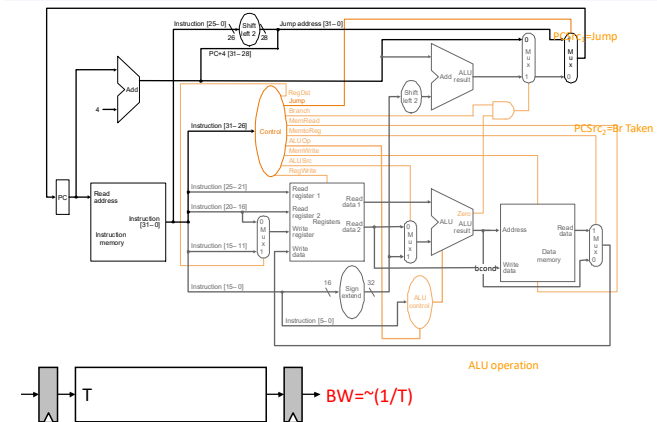 Instruction [25–0]
Shift
left 2
Jump address [31–0]
26
28
PC+4 [31–28]
PCSrc1=Jump
1
M
u
x
0
0
M
u
x
1
Add
4
Add
ALU
result
Shift
left 2
RegDst
Jump
Branch
MemRead
MemtoReg
ALUOp
MemWrite
ALUSrc
RegWrite
Instruction [31–26]
Control
PCSrc2=Br Taken
PC
Read
address
Instruction
[31–0]
Instruction
memory
Instruction [25–21]
Instruction [20–16]
Instruction [15–11]
0
M
u
x
1
Read
register 1
Read
register 2
Registers
Write
register
Write
data
Read
data 1
Read
data 2
0
M
u
x
1
Zero
ALU
ALU
result
bcond
Address
Write
data
Data
memory
Read
data
1
M
u
x
0
Instruction [15–0]
16
Sign
extend
32
Instruction [5–0]
ALU
control
ALU operation
T
BW=~(1/T)